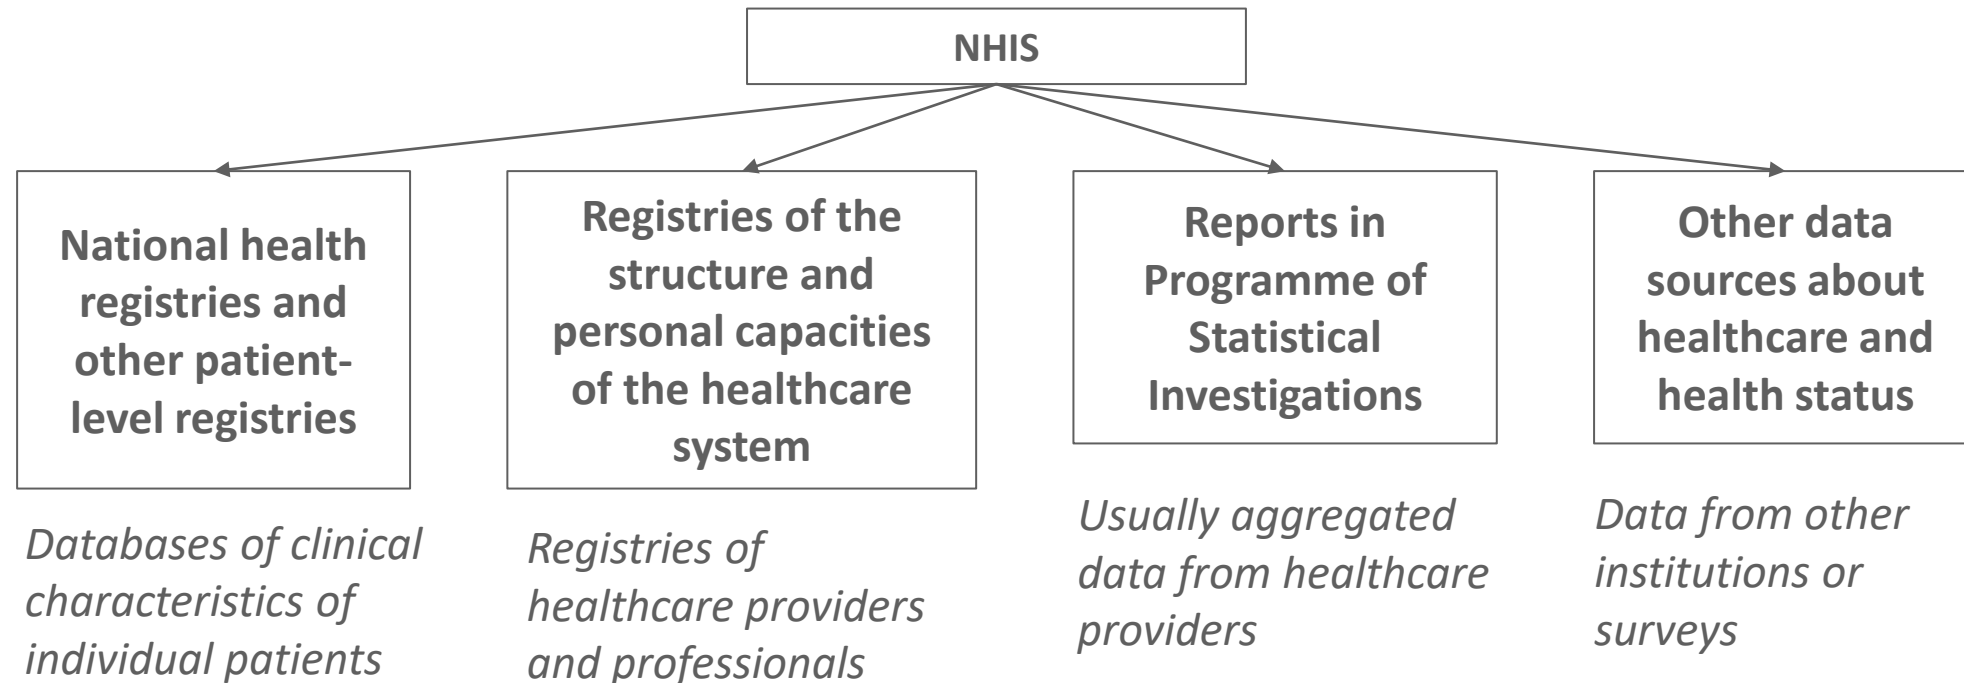 NHIS
National health
registries and
other patient-
level registries
Databases of clinical
characteristics of
individual patients
Registries of the
structure and
personal capacities
of the healthcare
system
Registries of
healthcare providers
and professionals
Reports in
Programme of
Statistical
Investigations
Usually aggregated
data from healthcare
providers
Other data
sources about
healthcare and
health status
Data from other
institutions or
surveys